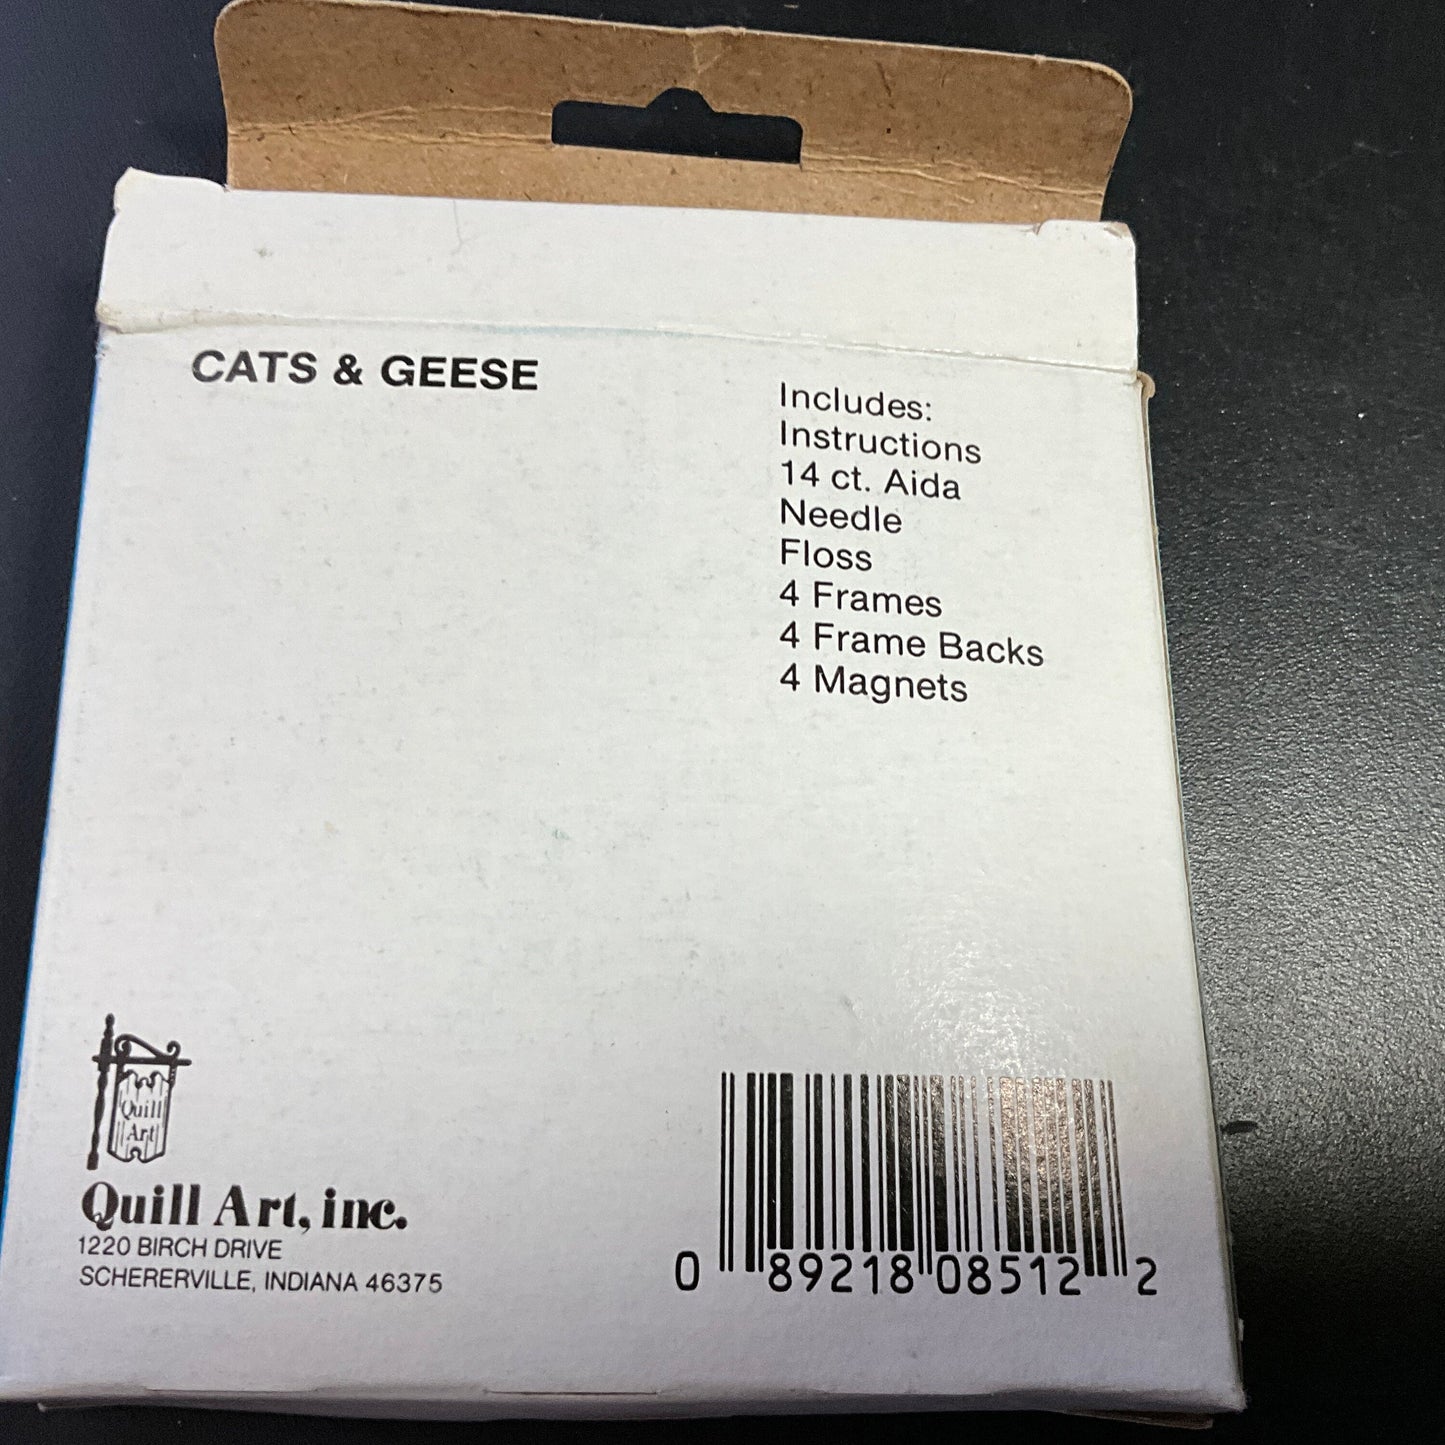 CATS & GEESE
Includes:
Instructions
14 ct. Aida
Needle
Floss
4 Frames
4 Frame Backs
4 Magnets
Quill
Art
Quill Art, inc.
1220 BIRCH DRIVE
SCHERERVILLE, INDIANA 46375
0 89218 08512 2